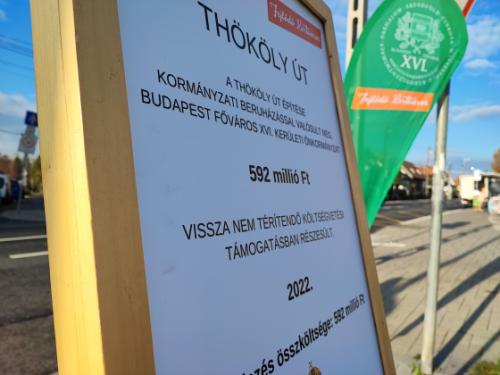 Fejlődő Kertváros
THÖKÖLY ÚT
A THÖKÖLY ÚT ÉPÍTÉSE
KORMÁNYZATI BERUHÁZÁSSAL VALÓSULT MEG.
BUDAPEST FŐVÁROS XVI. KERÜLETI ÖNKORMÁNYZAT
592 millió Ft
VISSZA NEM TÉRÍTENDŐ KÖLTSÉGVETÉSI
TÁMOGATÁSBAN RÉSZESÜLT.
2022.
összköltsége: 592 millió Ft
XVI.
Fejlődő Kertváros